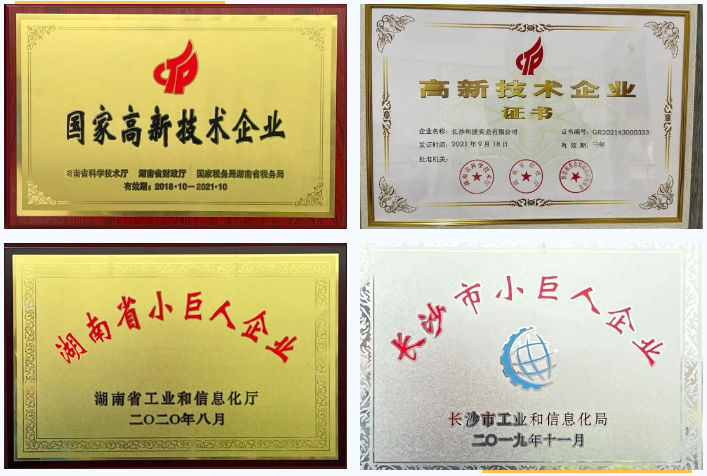 国家高新技术企业
湖南省科学技术厅 湖南省财政厅 国家税务局湖南省税务局
有效期：2018·10－2021·10
高新技术企业
证书
企业名称：长沙和捷实业有限公司
证书编号：GR202143000333
发证时间：2021年9月18日
有效期：三年
批准机关：
湖南省小巨人企业
湖南省工业和信息化厅
二〇二〇年八月
长沙市小巨人企业
长沙市工业和信息化局
二〇一九年十一月